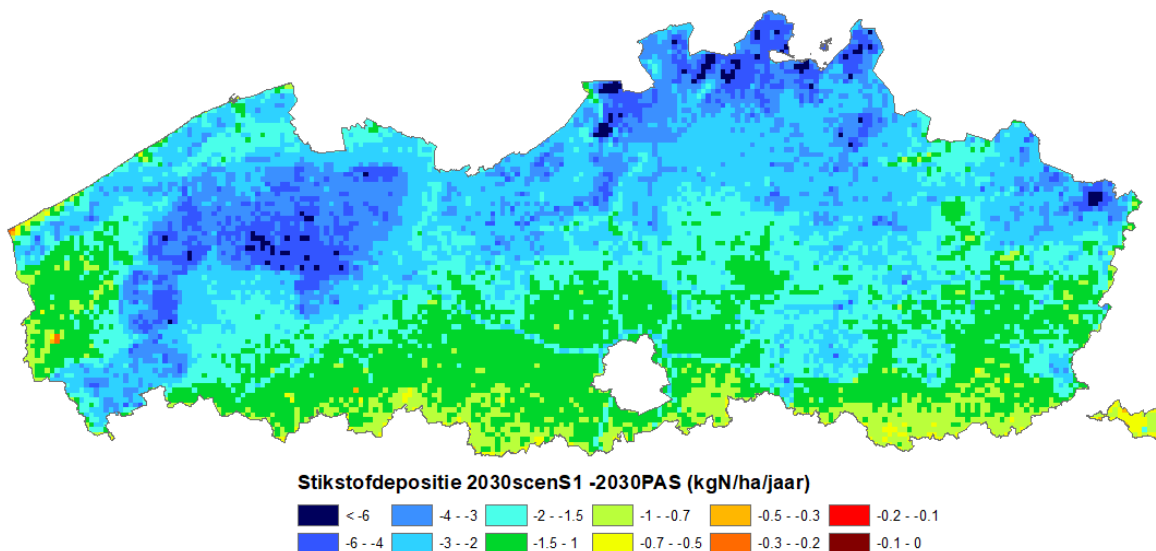 Stikstofdepositie 2030scenS1 -2030PAS (kgN/ha/jaar)
< -6 -4 - -3 -2 - -1.5 -1 - -0.7 -0.5 - -0.3 -0.2 - -0.1
-6 - -4 -3 - -2 -1.5 - 1 -0.7 - -0.5 -0.3 - -0.2 -0.1 - 0